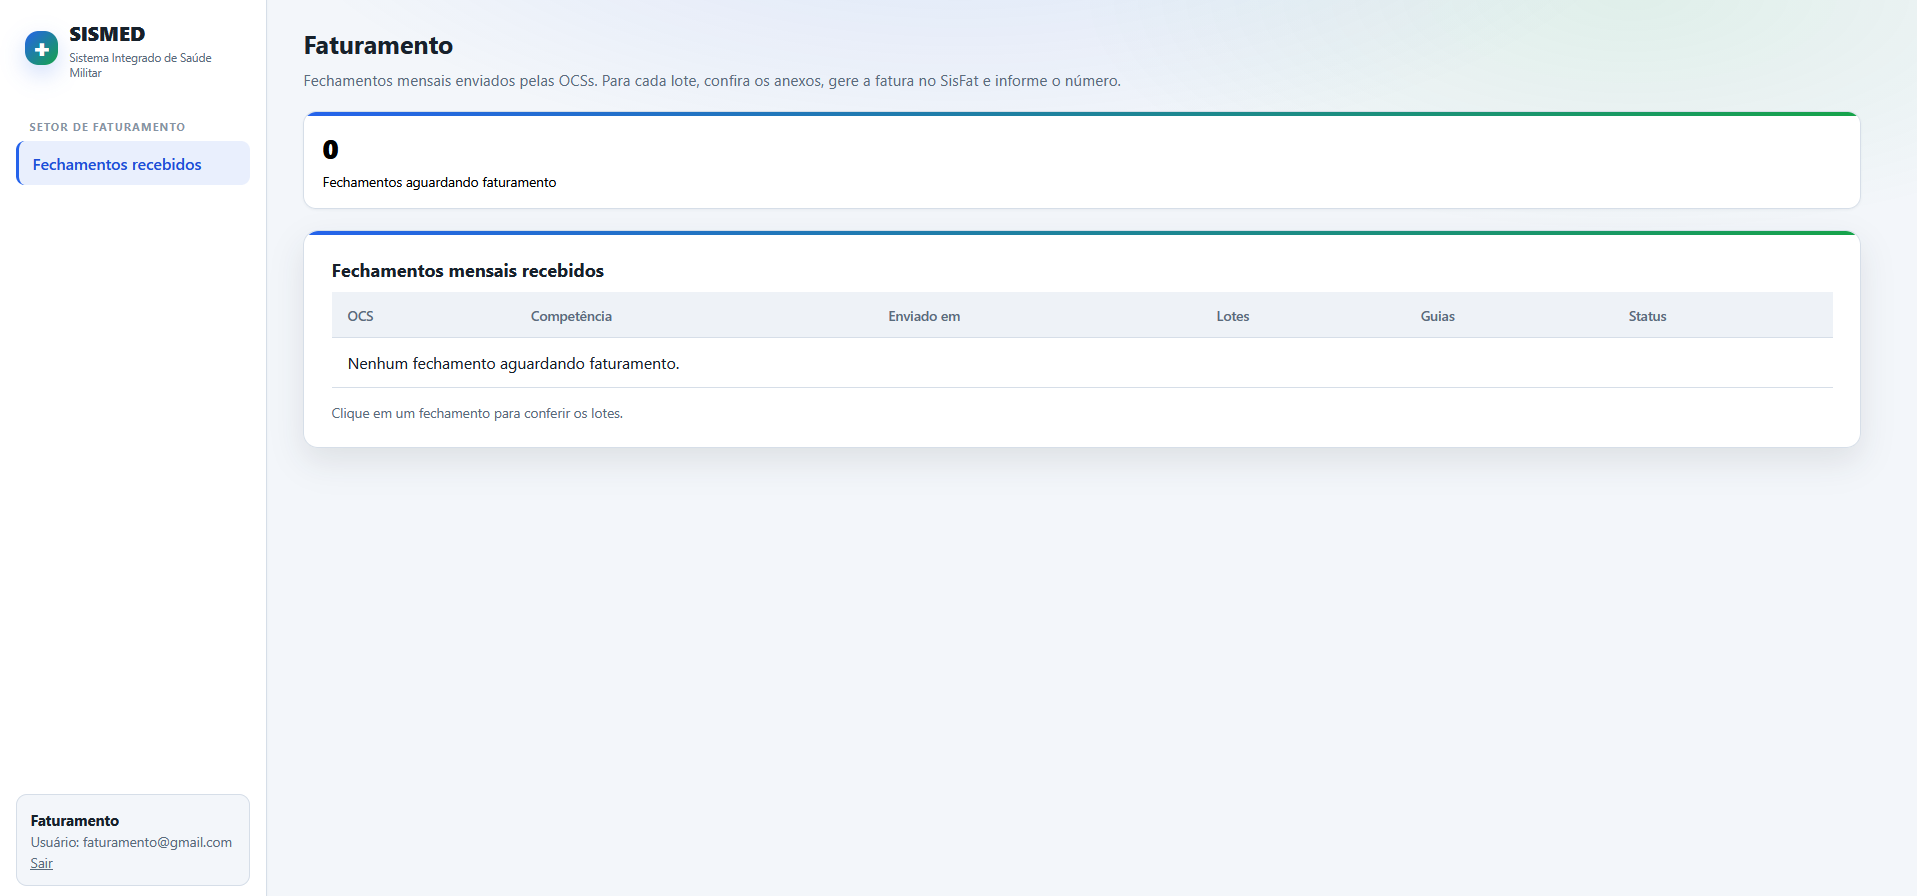 SISMED
Sistema Integrado de Saúde
Militar
SETOR DE FATURAMENTO
Fechamentos recebidos
Faturamento
Usuário: faturamento@gmail.com
Sair
Faturamento
Fechamentos mensais enviados pelas OCSs. Para cada lote, confira os anexos, gere a fatura no SisFat e informe o número.
0
Fechamentos aguardando faturamento
Fechamentos mensais recebidos
OCS Competência Enviado em Lotes Guias Status
Nenhum fechamento aguardando faturamento.
Clique em um fechamento para conferir os lotes.